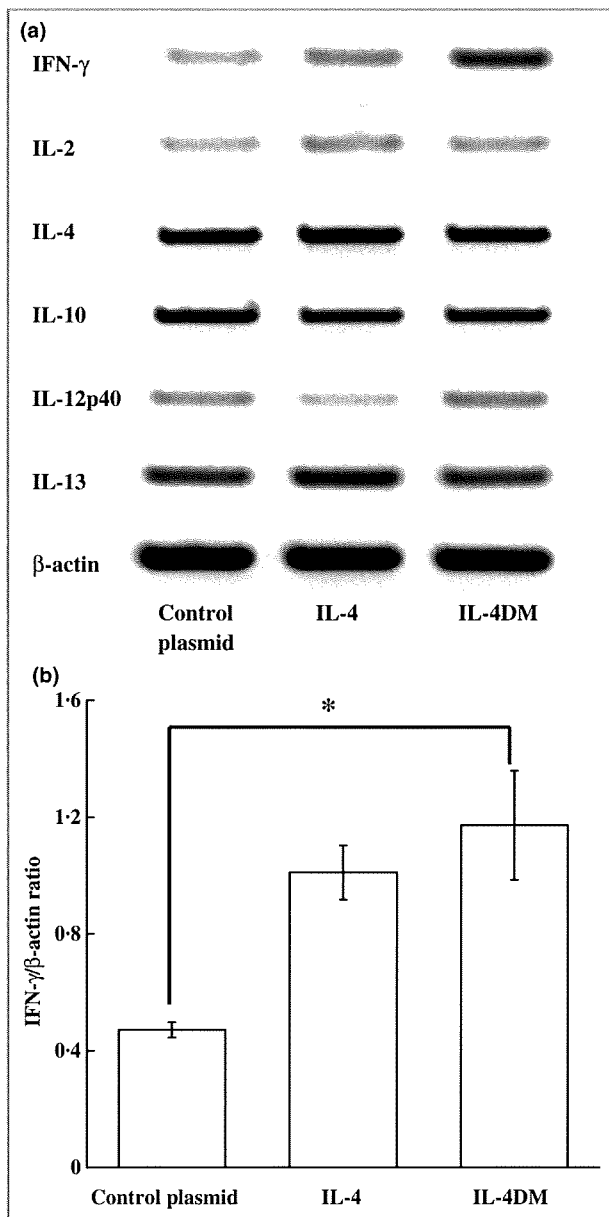 (a)
IFN-γ
IL-2
IL-4
IL-10
IL-12p40
IL-13
β-actin
Control plasmid
IL-4
IL-4DM
(b)
1·6
*
1·2
0·8
0·4
0
IFN-γ/β-actin ratio
Control plasmid
IL-4
IL-4DM